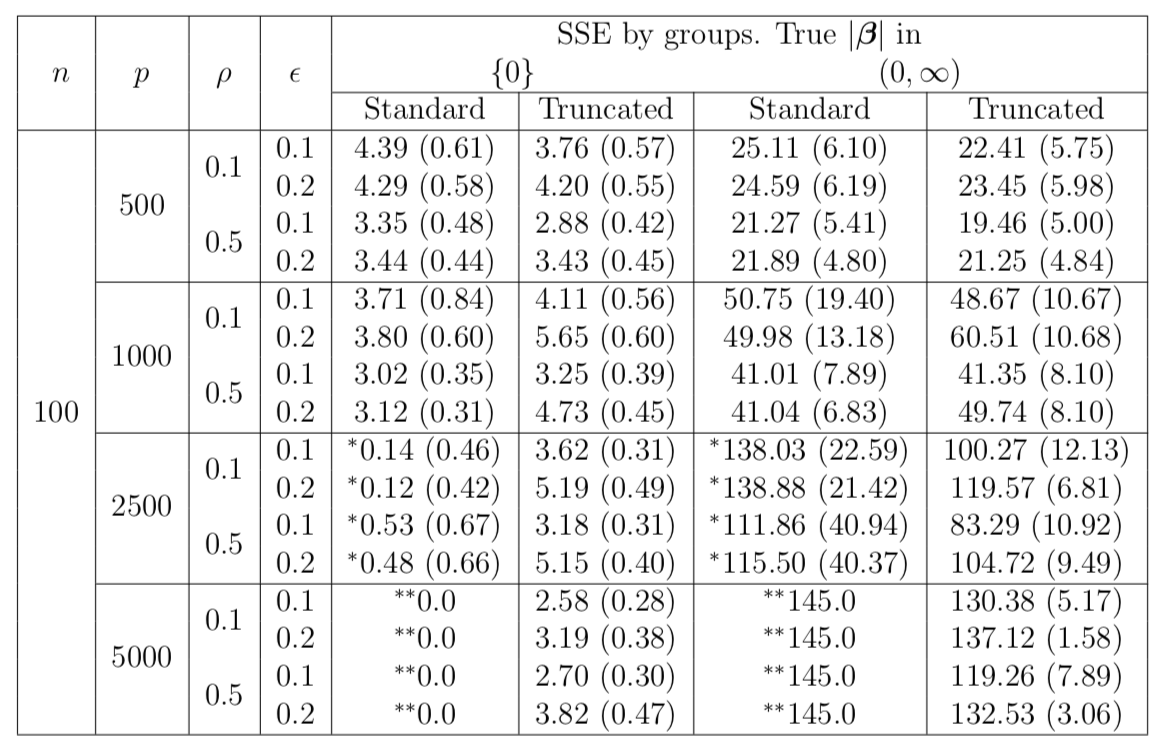 SSE by groups. True |β| in
n p ρ ϵ {0} (0, ∞)
Standard Truncated Standard Truncated
0.1 4.39 (0.61) 3.76 (0.57) 25.11 (6.10) 22.41 (5.75)
0.1
0.2 4.29 (0.58) 4.20 (0.55) 24.59 (6.19) 23.45 (5.98)
500
0.1 3.35 (0.48) 2.88 (0.42) 21.27 (5.41) 19.46 (5.00)
0.5
0.2 3.44 (0.44) 3.43 (0.45) 21.89 (4.80) 21.25 (4.84)
0.1 3.71 (0.84) 4.11 (0.56) 50.75 (19.40) 48.67 (10.67)
0.1
0.2 3.80 (0.60) 5.65 (0.60) 49.98 (13.18) 60.51 (10.68)
1000
0.1 3.02 (0.35) 3.25 (0.39) 41.01 (7.89) 41.35 (8.10)
0.5
100 0.2 3.12 (0.31) 4.73 (0.45) 41.04 (6.83) 49.74 (8.10)
0.1 *0.14 (0.46) 3.62 (0.31) *138.03 (22.59) 100.27 (12.13)
0.1
0.2 *0.12 (0.42) 5.19 (0.49) *138.88 (21.42) 119.57 (6.81)
2500
0.1 *0.53 (0.67) 3.18 (0.31) *111.86 (40.94) 83.29 (10.92)
0.5
0.2 *0.48 (0.66) 5.15 (0.40) *115.50 (40.37) 104.72 (9.49)
0.1 **0.0 2.58 (0.28) **145.0 130.38 (5.17)
0.1
0.2 **0.0 3.19 (0.38) **145.0 137.12 (1.58)
5000
0.1 **0.0 2.70 (0.30) **145.0 119.26 (7.89)
0.5
0.2 **0.0 3.82 (0.47) **145.0 132.53 (3.06)